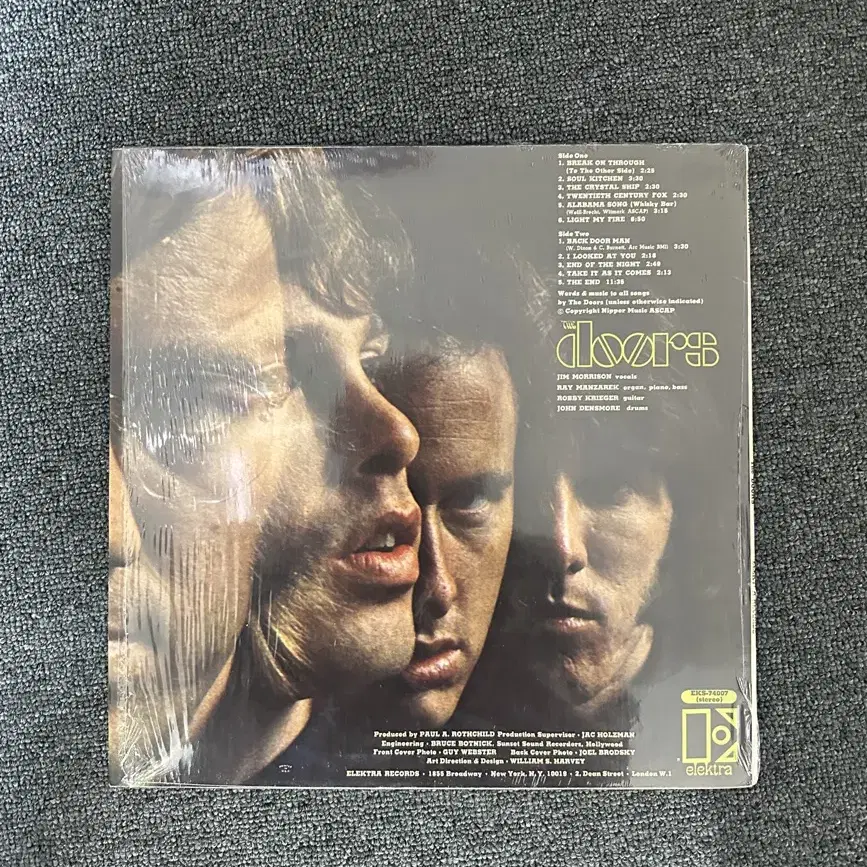 Side One
1. BREAK ON THROUGH
(To The Other Side) 2:25
2. SOUL KITCHEN 3:30
3. THE CRYSTAL SHIP 2:30
4. TWENTIETH CENTURY FOX 2:30
5. ALABAMA SONG (Whisky Bar)
(Weill-Brecht, Witmark ASCAP) 3:15
6. LIGHT MY FIRE 6:50
Side Two
1. BACK DOOR MAN
(W. Dixon & C. Burnett, Arc Music BMI) 3:30
2. I LOOKED AT YOU 2:18
3. END OF THE NIGHT 2:49
4. TAKE IT AS IT COMES 2:13
5. THE END 11:35
Words & music to all songs
by The Doors (unless otherwise indicated)
© Copyright Nipper Music ASCAP
THE
doors
JIM MORRISON vocals
RAY MANZAREK organ, piano, bass
ROBBY KRIEGER guitar
JOHN DENSMORE drums
EKS-74007
(stereo)
elektra
Produced by PAUL A. ROTHCHILD Production Supervisor • JAC HOLZMAN
Engineering • BRUCE BOTNICK, Sunset Sound Recorders, Hollywood
Front Cover Photo • GUY WEBSTER Back Cover Photo • JOEL BRODSKY
Art Direction & Design • WILLIAM S. HARVEY
ELEKTRA RECORDS • 1855 Broadway • New York, N.Y. 10019 • 2, Dean Street • London W.1